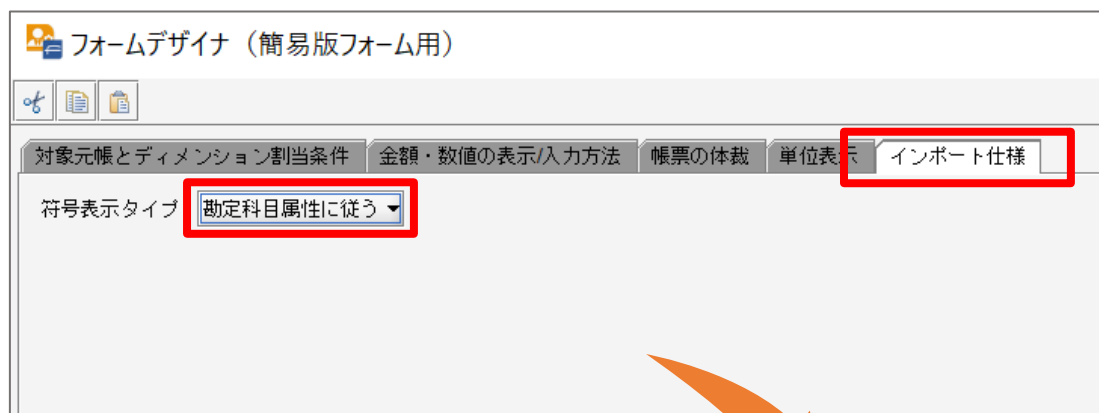 フォームデザイナ（簡易版フォーム用）
対象元帳とディメンション割当条件 金額・数値の表示/入力方法 帳票の体裁 単位表示 インポート仕様
符号表示タイプ 勘定科目属性に従う